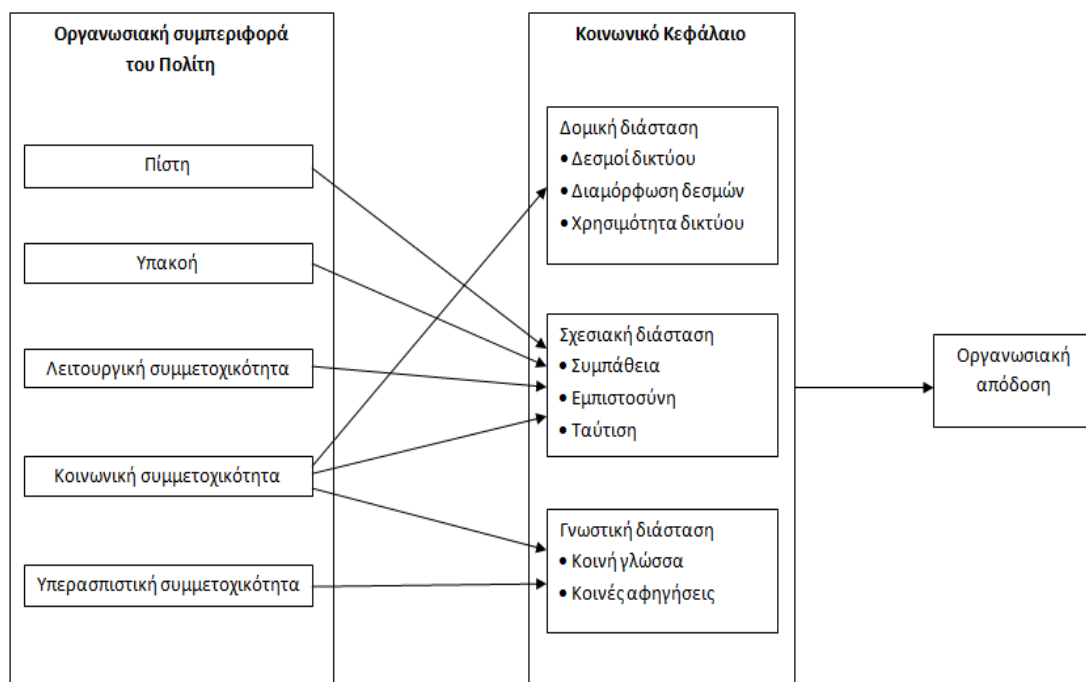 Οργανωσιακή συμπεριφορά
του Πολίτη
Πίστη
Υπακοή
Λειτουργική συμμετοχικότητα
Κοινωνική συμμετοχικότητα
Υπερασπιστική συμμετοχικότητα
Κοινωνικό Κεφάλαιο
Δομική διάσταση
• Δεσμοί δικτύου
• Διαμόρφωση δεσμών
• Χρησιμότητα δικτύου
Σχεσιακή διάσταση
• Συμπάθεια
• Εμπιστοσύνη
• Ταύτιση
Γνωστική διάσταση
• Κοινή γλώσσα
• Κοινές αφηγήσεις
Οργανωσιακή
απόδοση